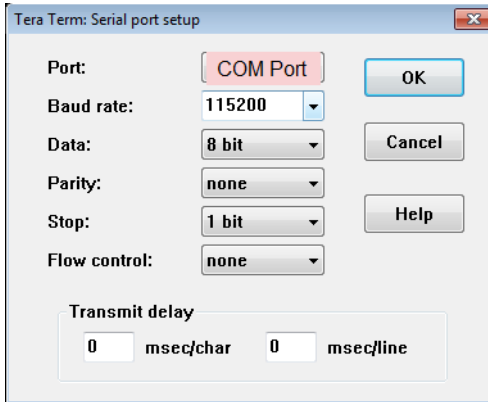 Tera Term: Serial port setup
Port: COM Port OK
Baud rate: 115200
Data: 8 bit Cancel
Parity: none
Stop: 1 bit Help
Flow control: none
Transmit delay
0 msec/char 0 msec/line